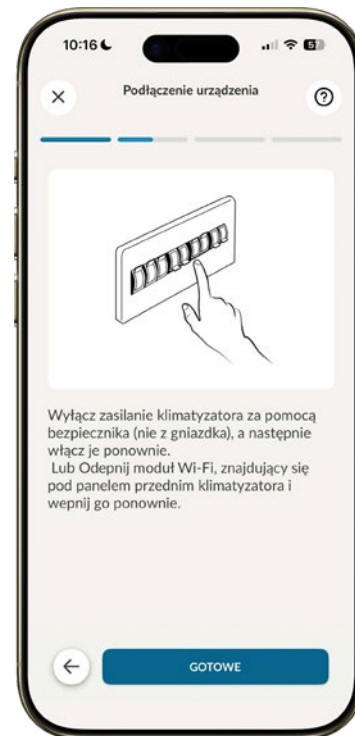 10:16
Podłączenie urządzenia
Wyłącz zasilanie klimatyzatora za pomocą
bezpiecznika (nie z gniazdka), a następnie
włącz je ponownie.
Lub Odepnij moduł Wi-Fi, znajdujący się
pod panelem przednim klimatyzatora i
wepnij go ponownie.
GOTOWE